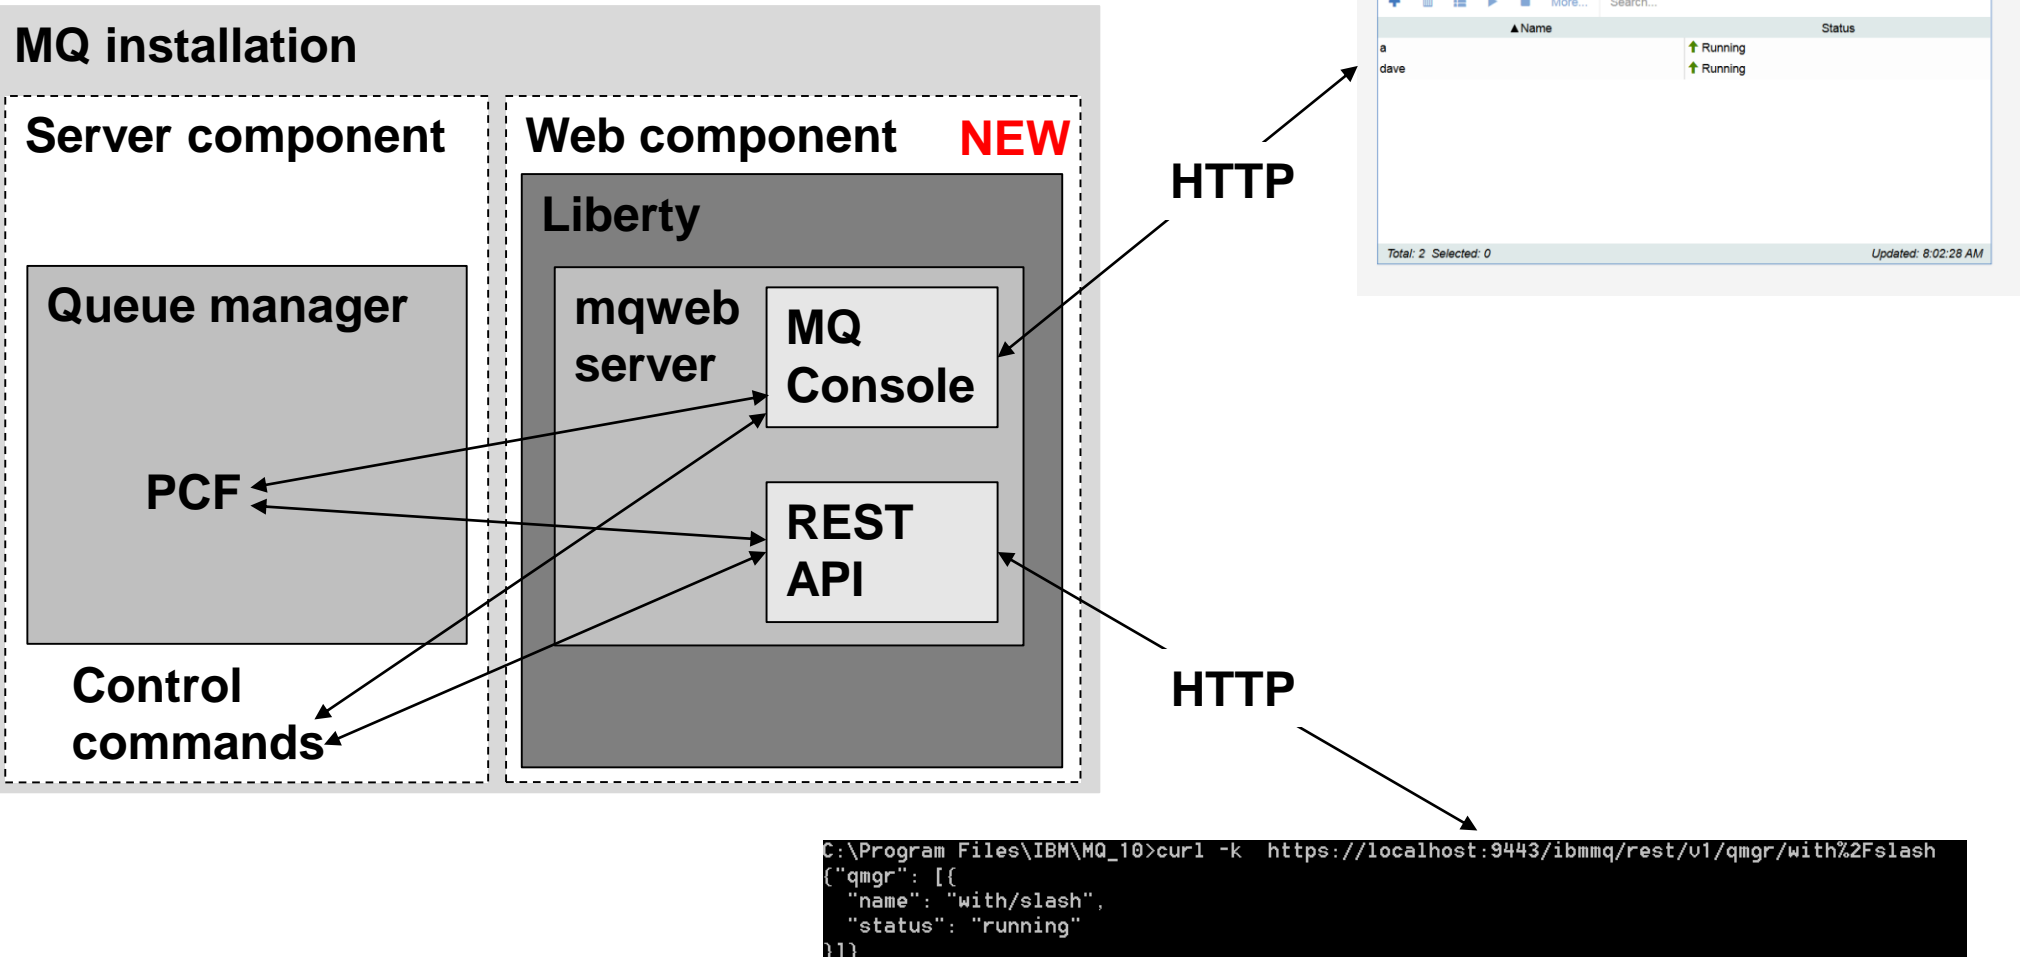 MQ installation
Server component
Queue manager
PCF
Control
commands
Web component NEW
Liberty
mqweb
server
MQ
Console
REST
API
HTTP
HTTP
More... Search...
▲Name Status
a Running
dave Running
Total: 2 Selected: 0 Updated: 8:02:28 AM
C:\Program Files\IBM\MQ_10>curl -k  https://localhost:9443/ibmmq/rest/v1/qmgr/with%2Fslash
{"qmgr": [{
  "name": "with/slash",
  "status": "running"
}]}